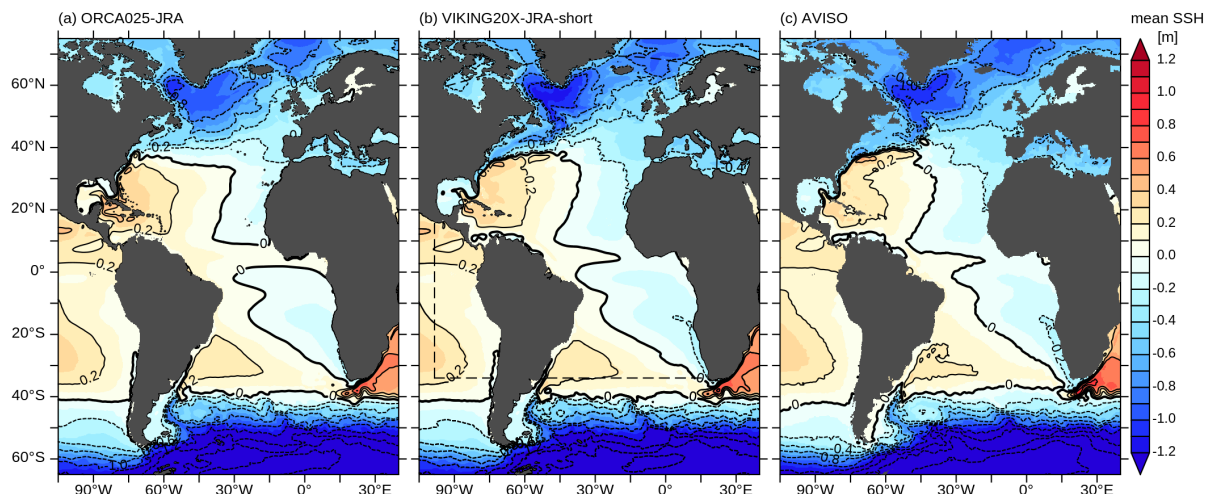 (a) ORCA025-JRA (b) VIKING20X-JRA-short (c) AVISO mean SSH
[m]
60°N
40°N
20°N
0°
20°S
40°S
60°S
1.2
1.0
0.8
0.6
0.4
0.2
0.0
-0.2
-0.4
-0.6
-0.8
-1.0
-1.2
90°W 60°W 30°W 0° 30°E 90°W 60°W 30°W 0° 30°E 90°W 60°W 30°W 0° 30°E